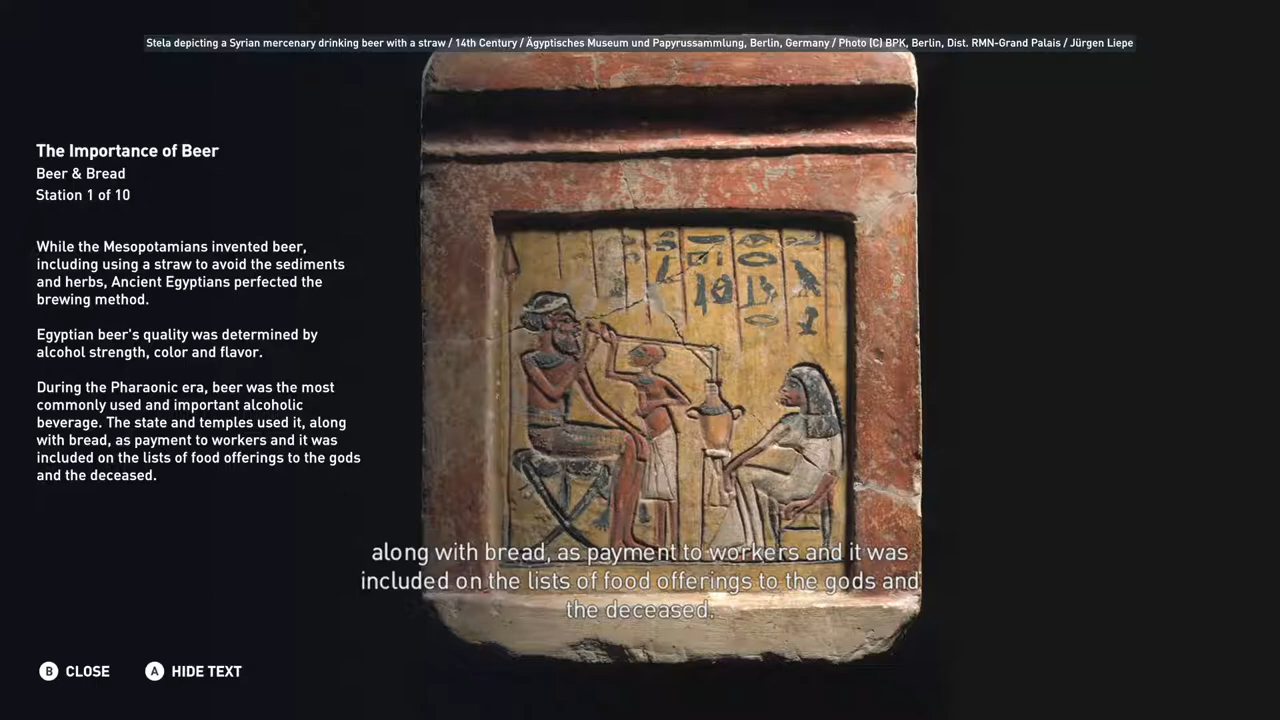 Stela depicting a Syrian mercenary drinking beer with a straw / 14th Century / Ägyptisches Museum und Papyrussammlung, Berlin, Germany / Photo (C) BPK, Berlin, Dist. RMN-Grand Palais / Jürgen Liepe
The Importance of Beer
Beer & Bread
Station 1 of 10
While the Mesopotamians invented beer,
including using a straw to avoid the sediments
and herbs, Ancient Egyptians perfected the
brewing method.
Egyptian beer's quality was determined by
alcohol strength, color and flavor.
During the Pharaonic era, beer was the most
commonly used and important alcoholic
beverage. The state and temples used it, along
with bread, as payment to workers and it was
included on the lists of food offerings to the gods
and the deceased.
along with bread, as payment to workers and it was
included on the lists of food offerings to the gods and
the deceased.
B CLOSE A HIDE TEXT